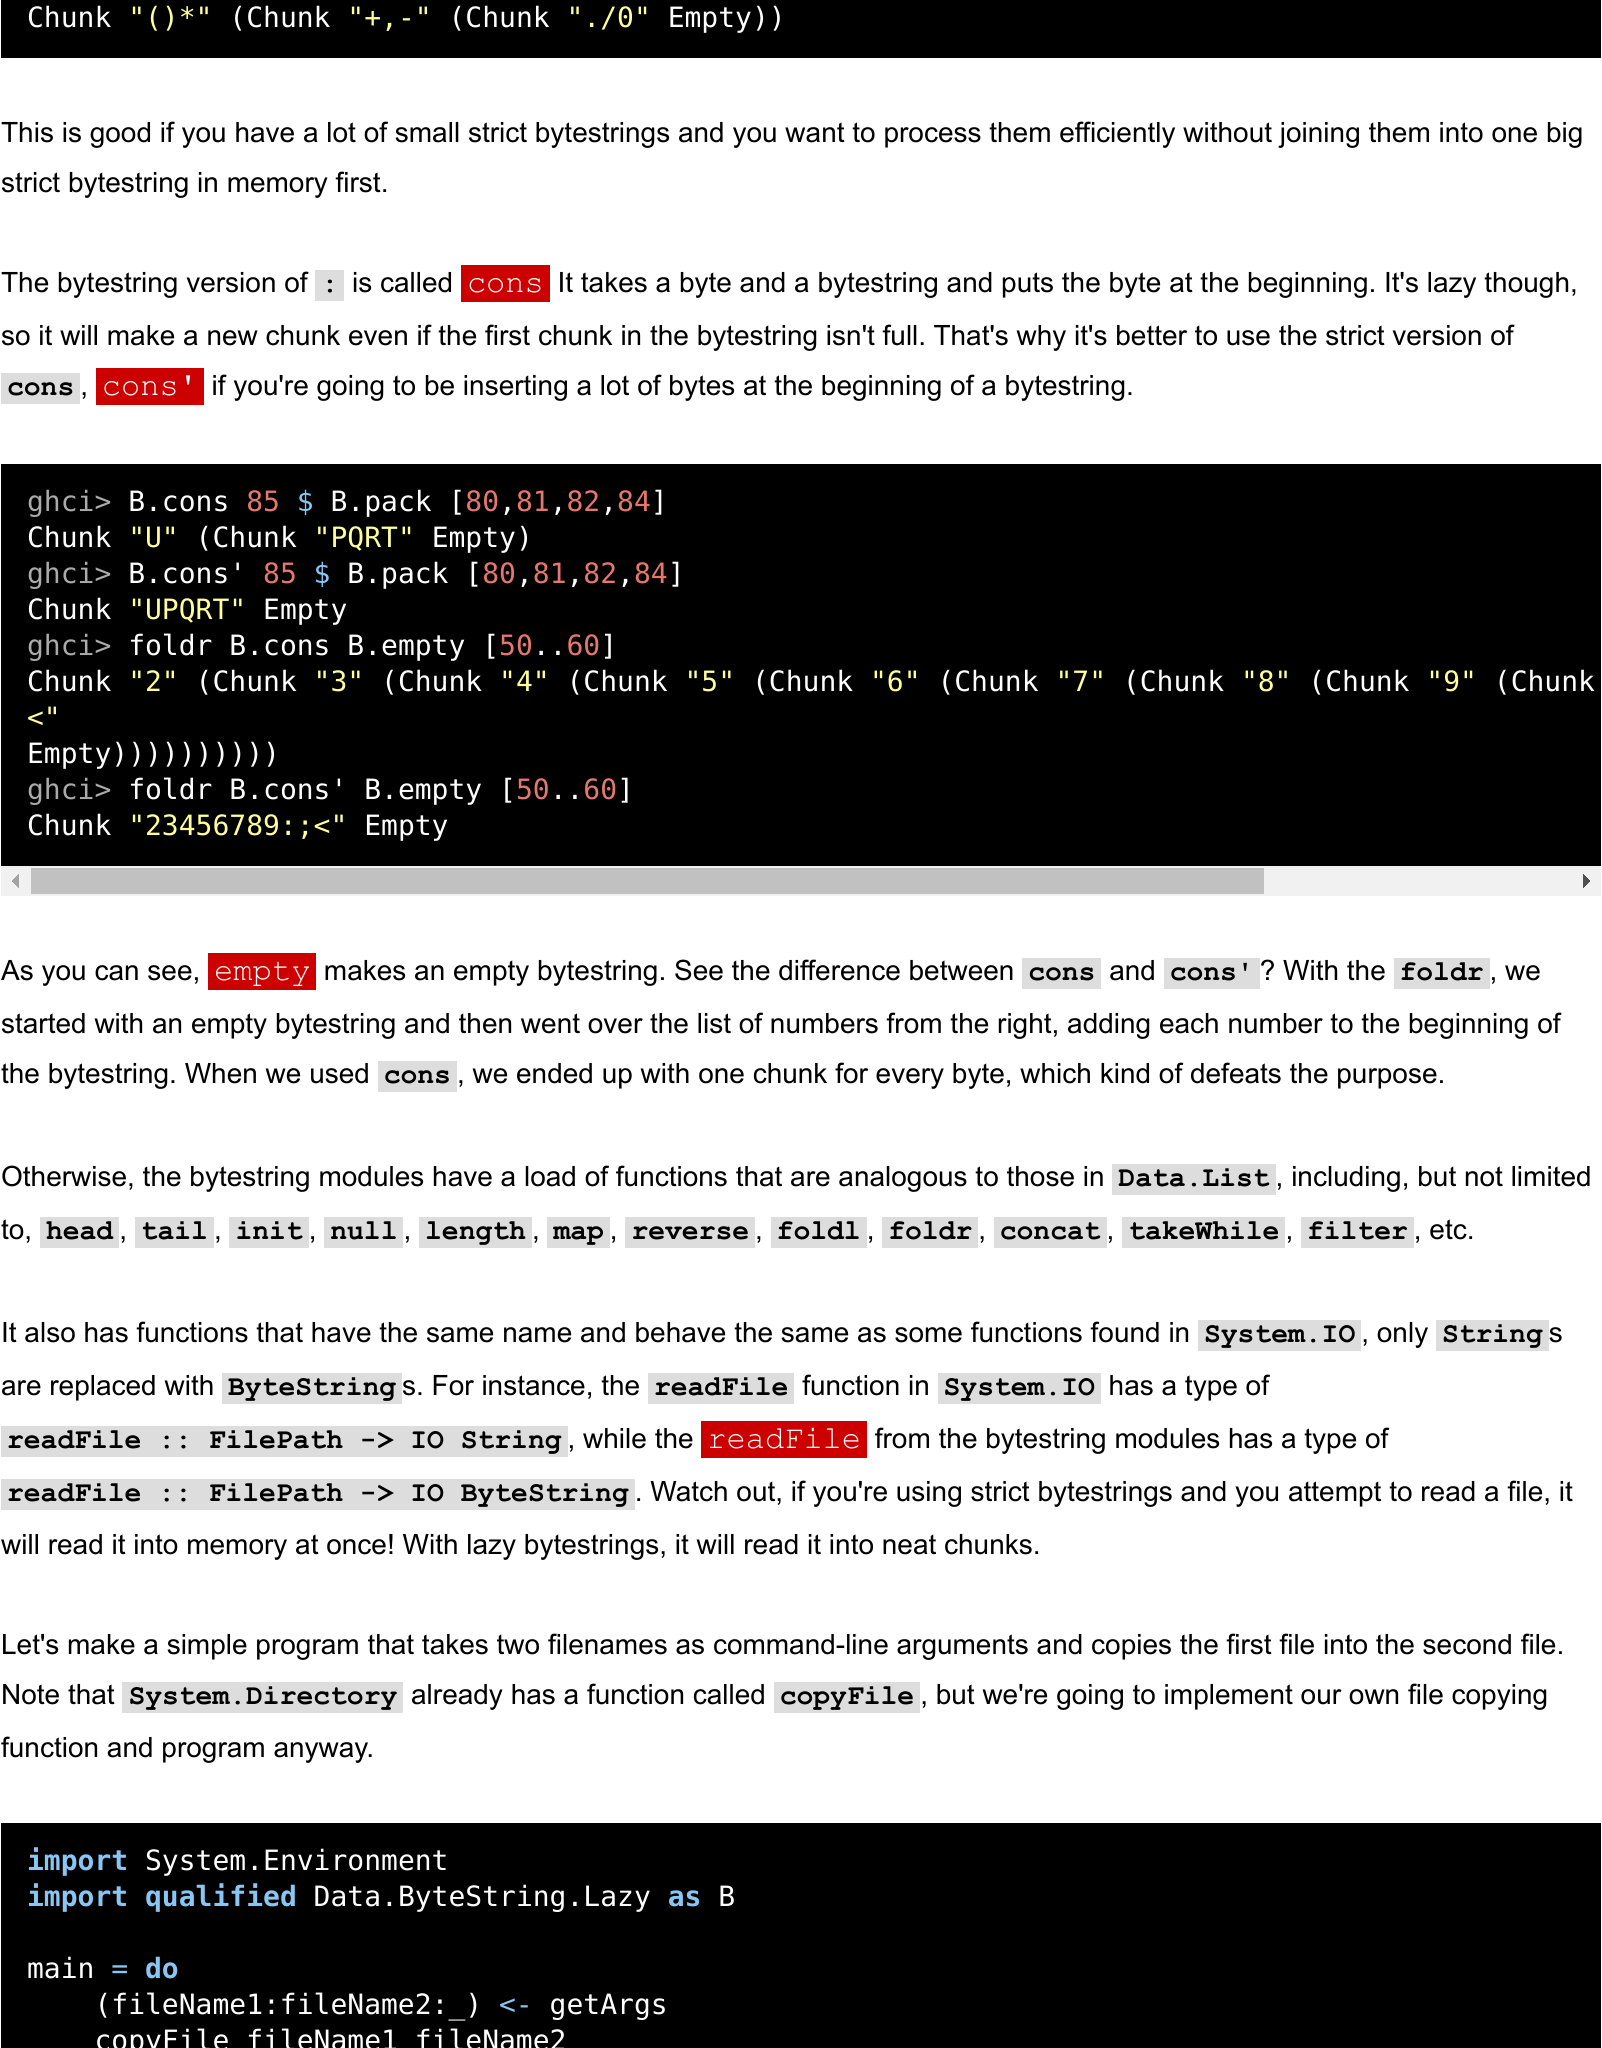 Chunk "()*" (Chunk "+,-" (Chunk "./0" Empty))
This is good if you have a lot of small strict bytestrings and you want to process them efficiently without joining them into one big
strict bytestring in memory first.
The bytestring version of : is called cons It takes a byte and a bytestring and puts the byte at the beginning. It's lazy though,
so it will make a new chunk even if the first chunk in the bytestring isn't full. That's why it's better to use the strict version of
cons, cons' if you're going to be inserting a lot of bytes at the beginning of a bytestring.
ghci> B.cons 85 $ B.pack [80,81,82,84]
Chunk "U" (Chunk "PQRT" Empty)
ghci> B.cons' 85 $ B.pack [80,81,82,84]
Chunk "UPQRT" Empty
ghci> foldr B.cons B.empty [50..60]
Chunk "2" (Chunk "3" (Chunk "4" (Chunk "5" (Chunk "6" (Chunk "7" (Chunk "8" (Chunk "9" (Chunk
<"
Empty))))))))))
ghci> foldr B.cons' B.empty [50..60]
Chunk "23456789:;<" Empty
As you can see, empty makes an empty bytestring. See the difference between cons and cons'? With the foldr, we
started with an empty bytestring and then went over the list of numbers from the right, adding each number to the beginning of
the bytestring. When we used cons, we ended up with one chunk for every byte, which kind of defeats the purpose.
Otherwise, the bytestring modules have a load of functions that are analogous to those in Data.List, including, but not limited
to, head, tail, init, null, length, map, reverse, foldl, foldr, concat, takeWhile, filter, etc.
It also has functions that have the same name and behave the same as some functions found in System.IO, only Strings
are replaced with ByteStrings. For instance, the readFile function in System.IO has a type of
readFile :: FilePath -> IO String, while the readFile from the bytestring modules has a type of
readFile :: FilePath -> IO ByteString. Watch out, if you're using strict bytestrings and you attempt to read a file, it
will read it into memory at once! With lazy bytestrings, it will read it into neat chunks.
Let's make a simple program that takes two filenames as command-line arguments and copies the first file into the second file.
Note that System.Directory already has a function called copyFile, but we're going to implement our own file copying
function and program anyway.
import System.Environment
import qualified Data.ByteString.Lazy as B
main = do
    (fileName1:fileName2:_) <- getArgs
    copyFile fileName1 fileName2